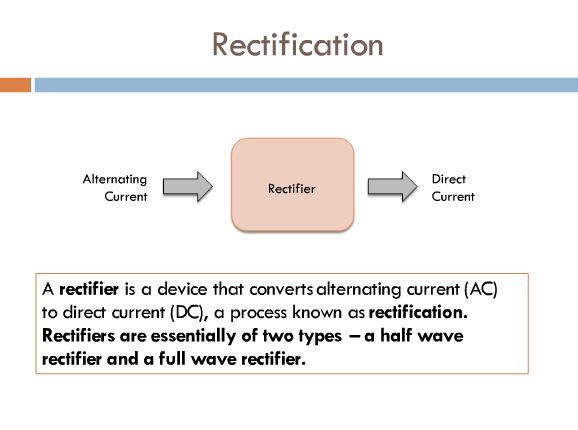 Rectification
Alternating
Current
Rectifier
Direct
Current
A rectifier is a device that converts alternating current (AC)
to direct current (DC), a process known as rectification.
Rectifiers are essentially of two types – a half wave
rectifier and a full wave rectifier.